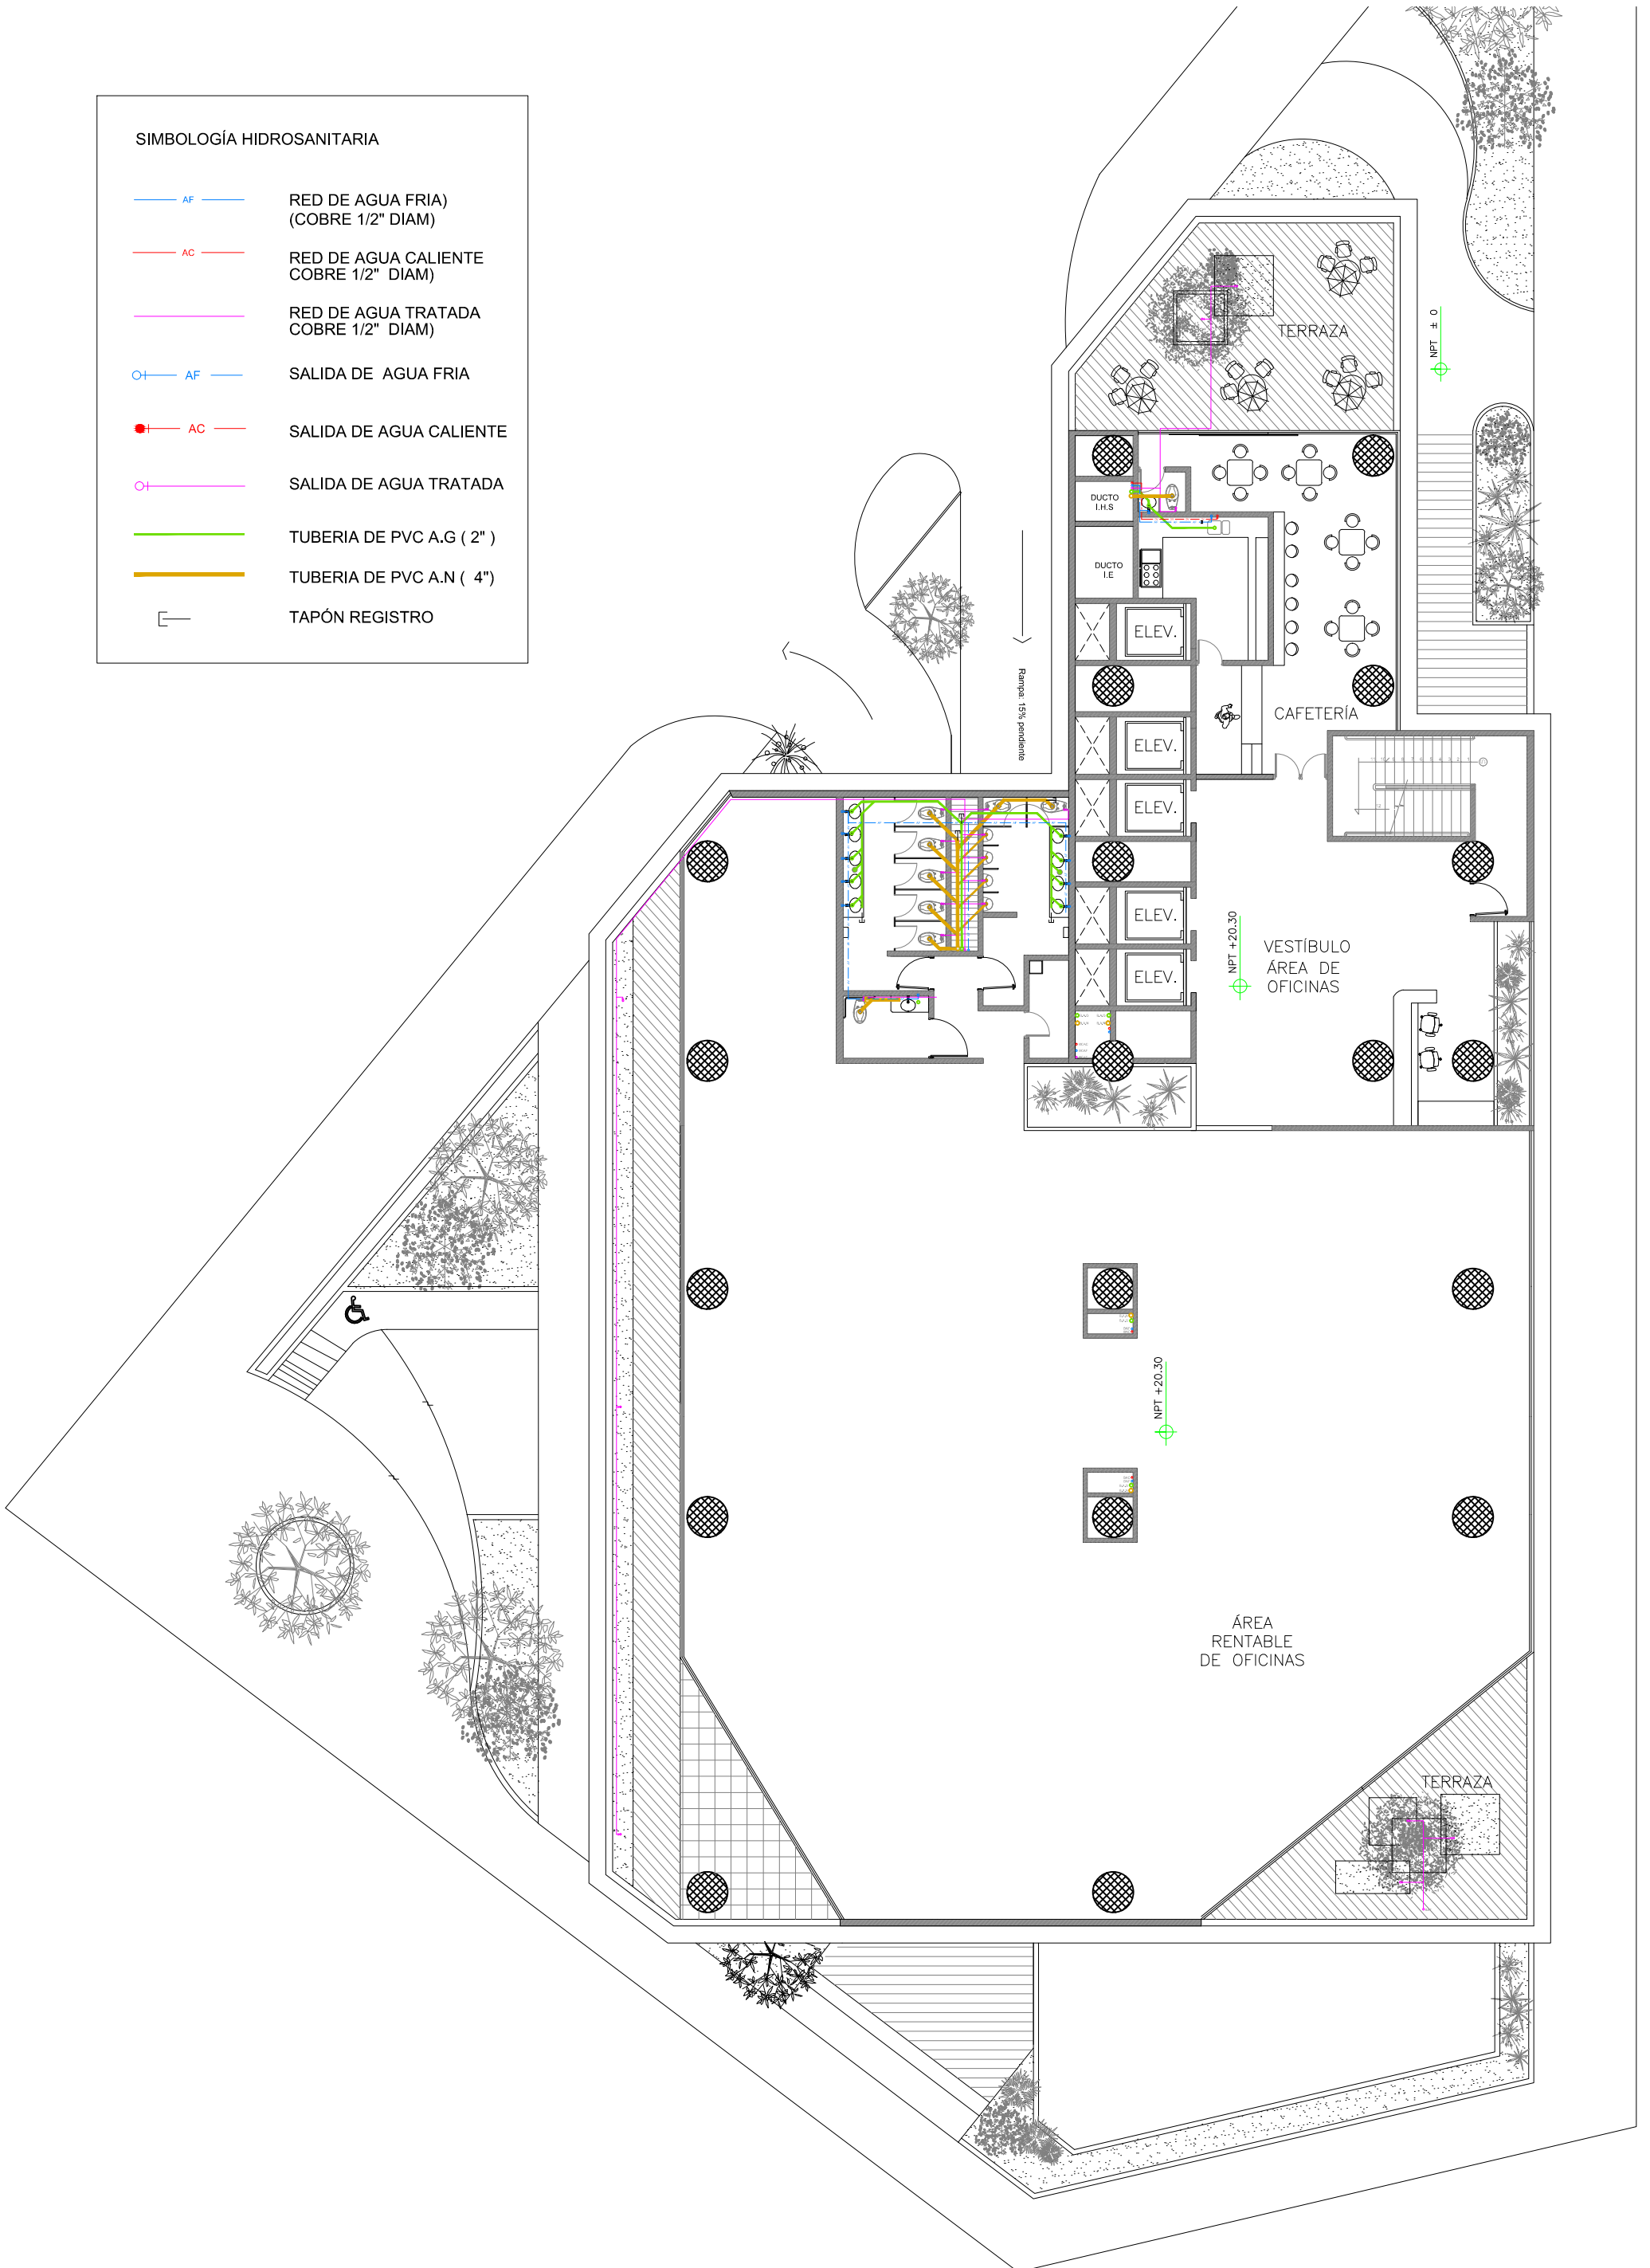 SIMBOLOGÍA HIDROSANITARIA
AF
RED DE AGUA FRIA)
(COBRE 1/2" DIAM)
AC
RED DE AGUA CALIENTE
COBRE 1/2" DIAM)
RED DE AGUA TRATADA
COBRE 1/2" DIAM)
AF
SALIDA DE AGUA FRIA
AC
SALIDA DE AGUA CALIENTE
SALIDA DE AGUA TRATADA
TUBERIA DE PVC A.G ( 2" )
TUBERIA DE PVC A.N ( 4")
TAPÓN REGISTRO
TERRAZA
NPT ± 0
DUCTO
I.H.S
DUCTO
I.E
ELEV.
Rampa: 15% pendiente
CAFETERÍA
ELEV.
ELEV.
ELEV.
ELEV.
NPT +20.30
VESTÍBULO
ÁREA DE
OFICINAS
NPT +20.30
ÁREA
RENTABLE
DE OFICINAS
TERRAZA